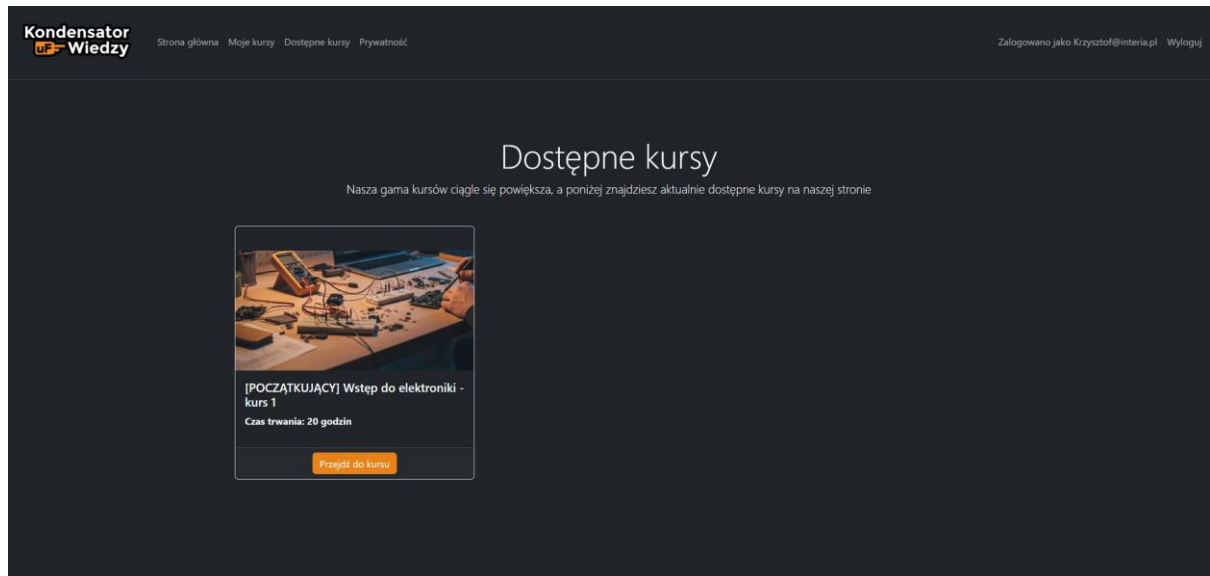 Kondensator
uF Wiedzy
Strona główna Moje kursy Dostępne kursy Prywatność
Zalogowano jako Krzysztof@interia.pl Wyloguj
Dostępne kursy
Nasza gama kursów ciągle się powiększa, a poniżej znajdziesz aktualnie dostępne kursy na naszej stronie
[POCZĄTKUJĄCY] Wstęp do elektroniki -
kurs 1
Czas trwania: 20 godzin
Przejdź do kursu